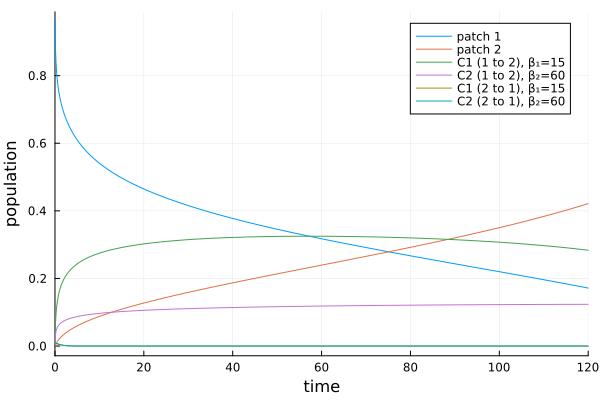 patch 1
patch 2
C1 (1 to 2), β₁=15
C2 (1 to 2), β₂=60
C1 (2 to 1), β₁=15
C2 (2 to 1), β₂=60
population
0.8
0.6
0.4
0.2
0.0
0 20 40 60 80 100 120
time